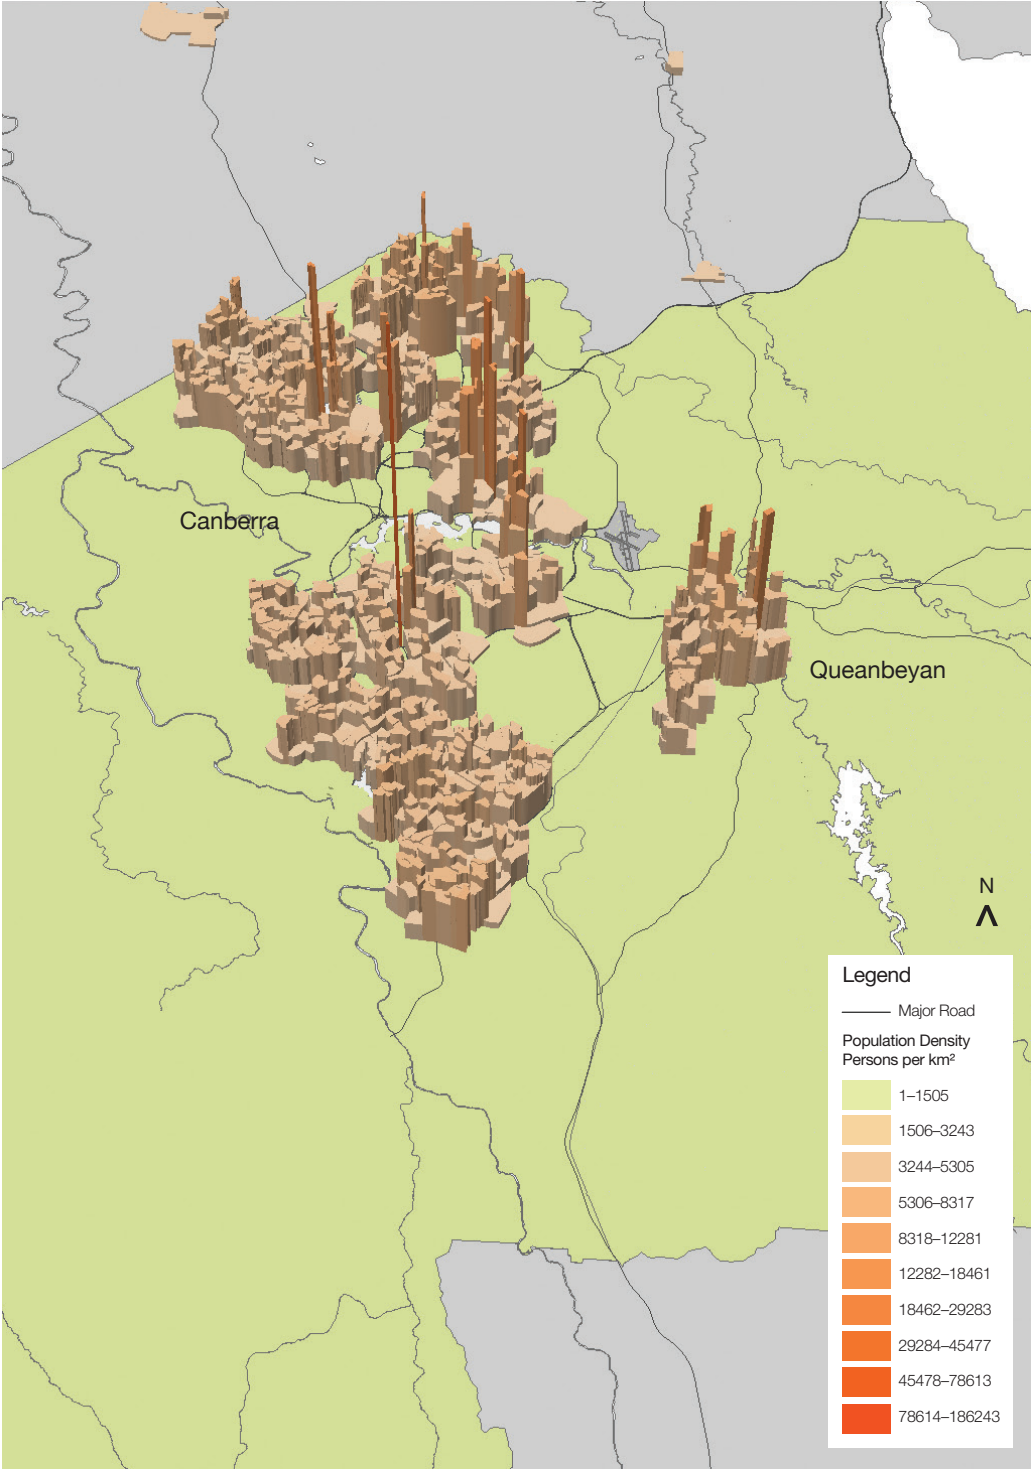 Canberra
Queanbeyan
N
Legend
Major Road
Population Density
Persons per km²
1–1505
1506–3243
3244–5305
5306–8317
8318–12281
12282–18461
18462–29283
29284–45477
45478–78613
78614–186243